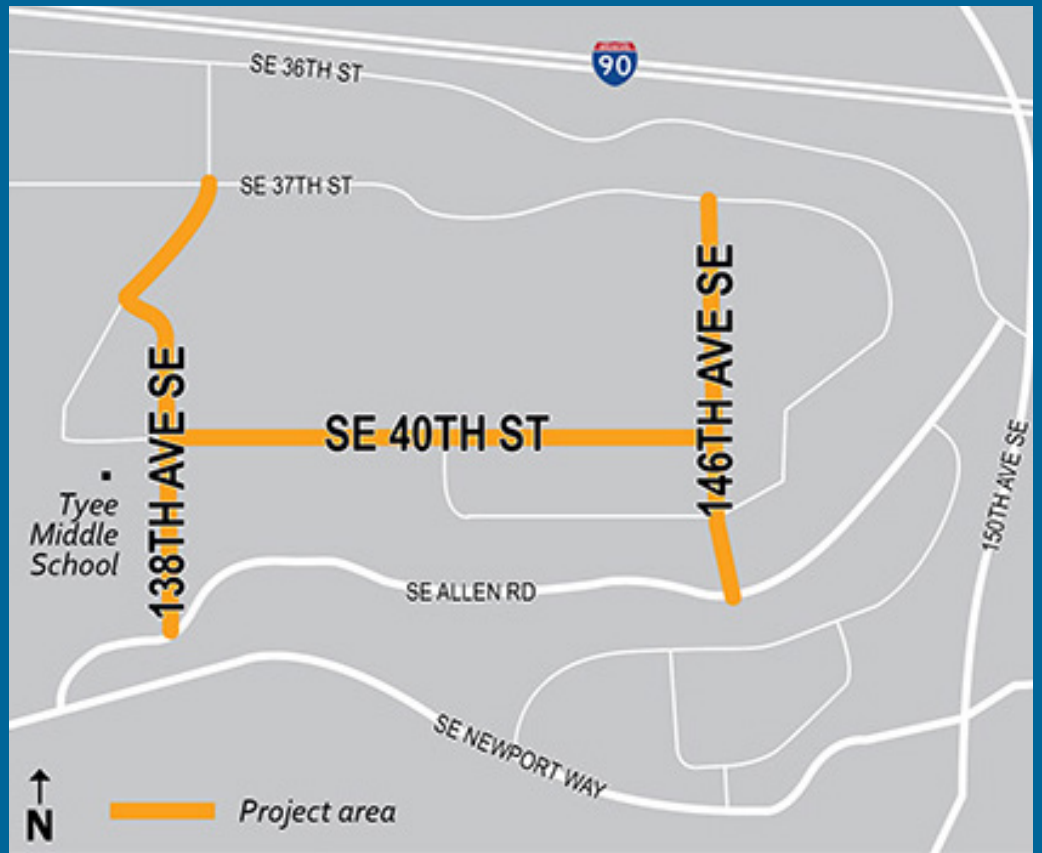 SE 36TH ST
90
SE 37TH ST
138TH AVE SE
146TH AVE SE
SE 40TH ST
150TH AVE SE
Tyee
Middle
School
SE ALLEN RD
SE NEWPORT WAY
N
Project area